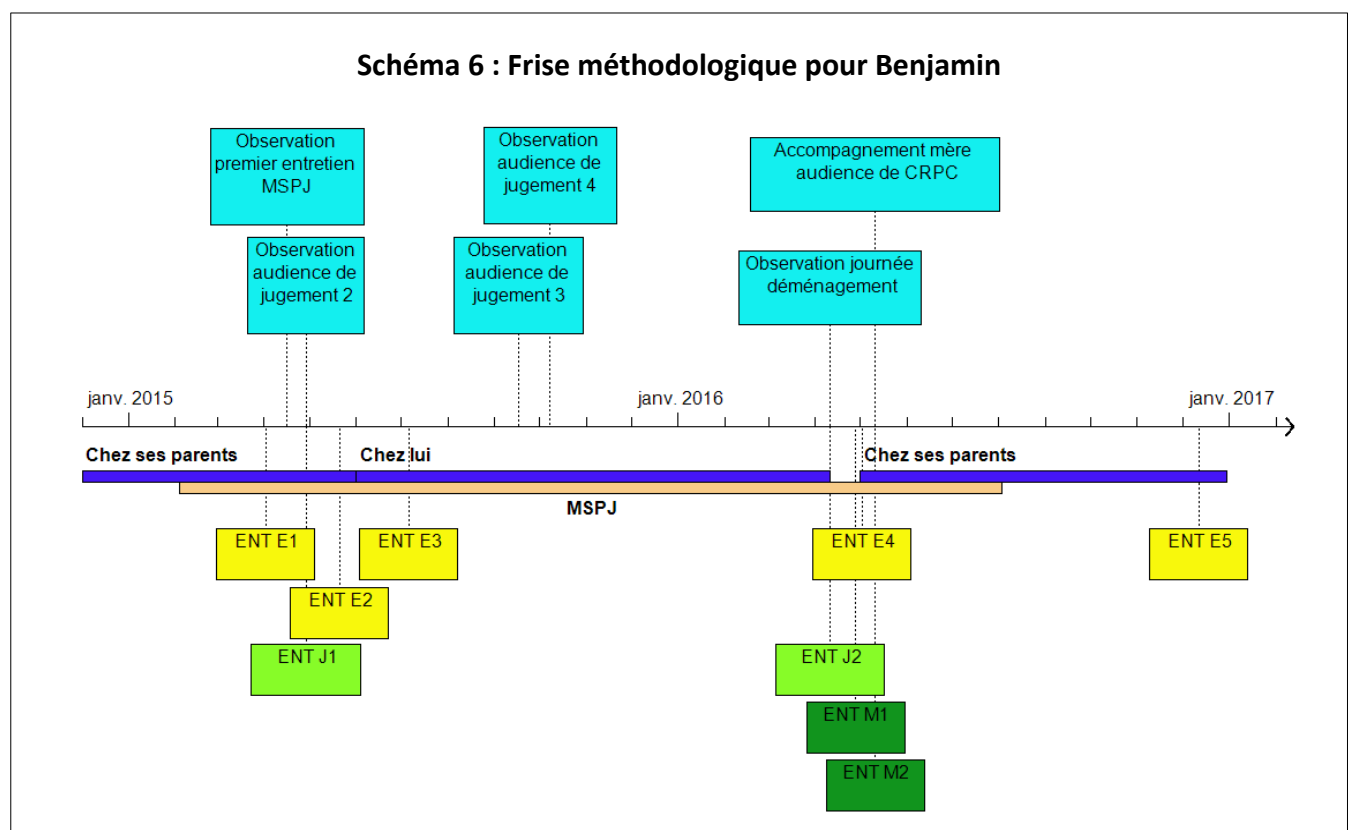 Schéma 6 : Frise méthodologique pour Benjamin
Observation
premier entretien
MSPJ
Observation
audience de
jugement 4
Accompagnement mère
audience de CRPC
Observation
audience de
jugement 2
Observation
audience de
jugement 3
Observation journée
déménagement
janv. 2015
janv. 2016
janv. 2017
Chez ses parents
Chez lui
Chez ses parents
MSPJ
ENT E1
ENT E3
ENT E4
ENT E5
ENT E2
ENT J1
ENT J2
ENT M1
ENT M2